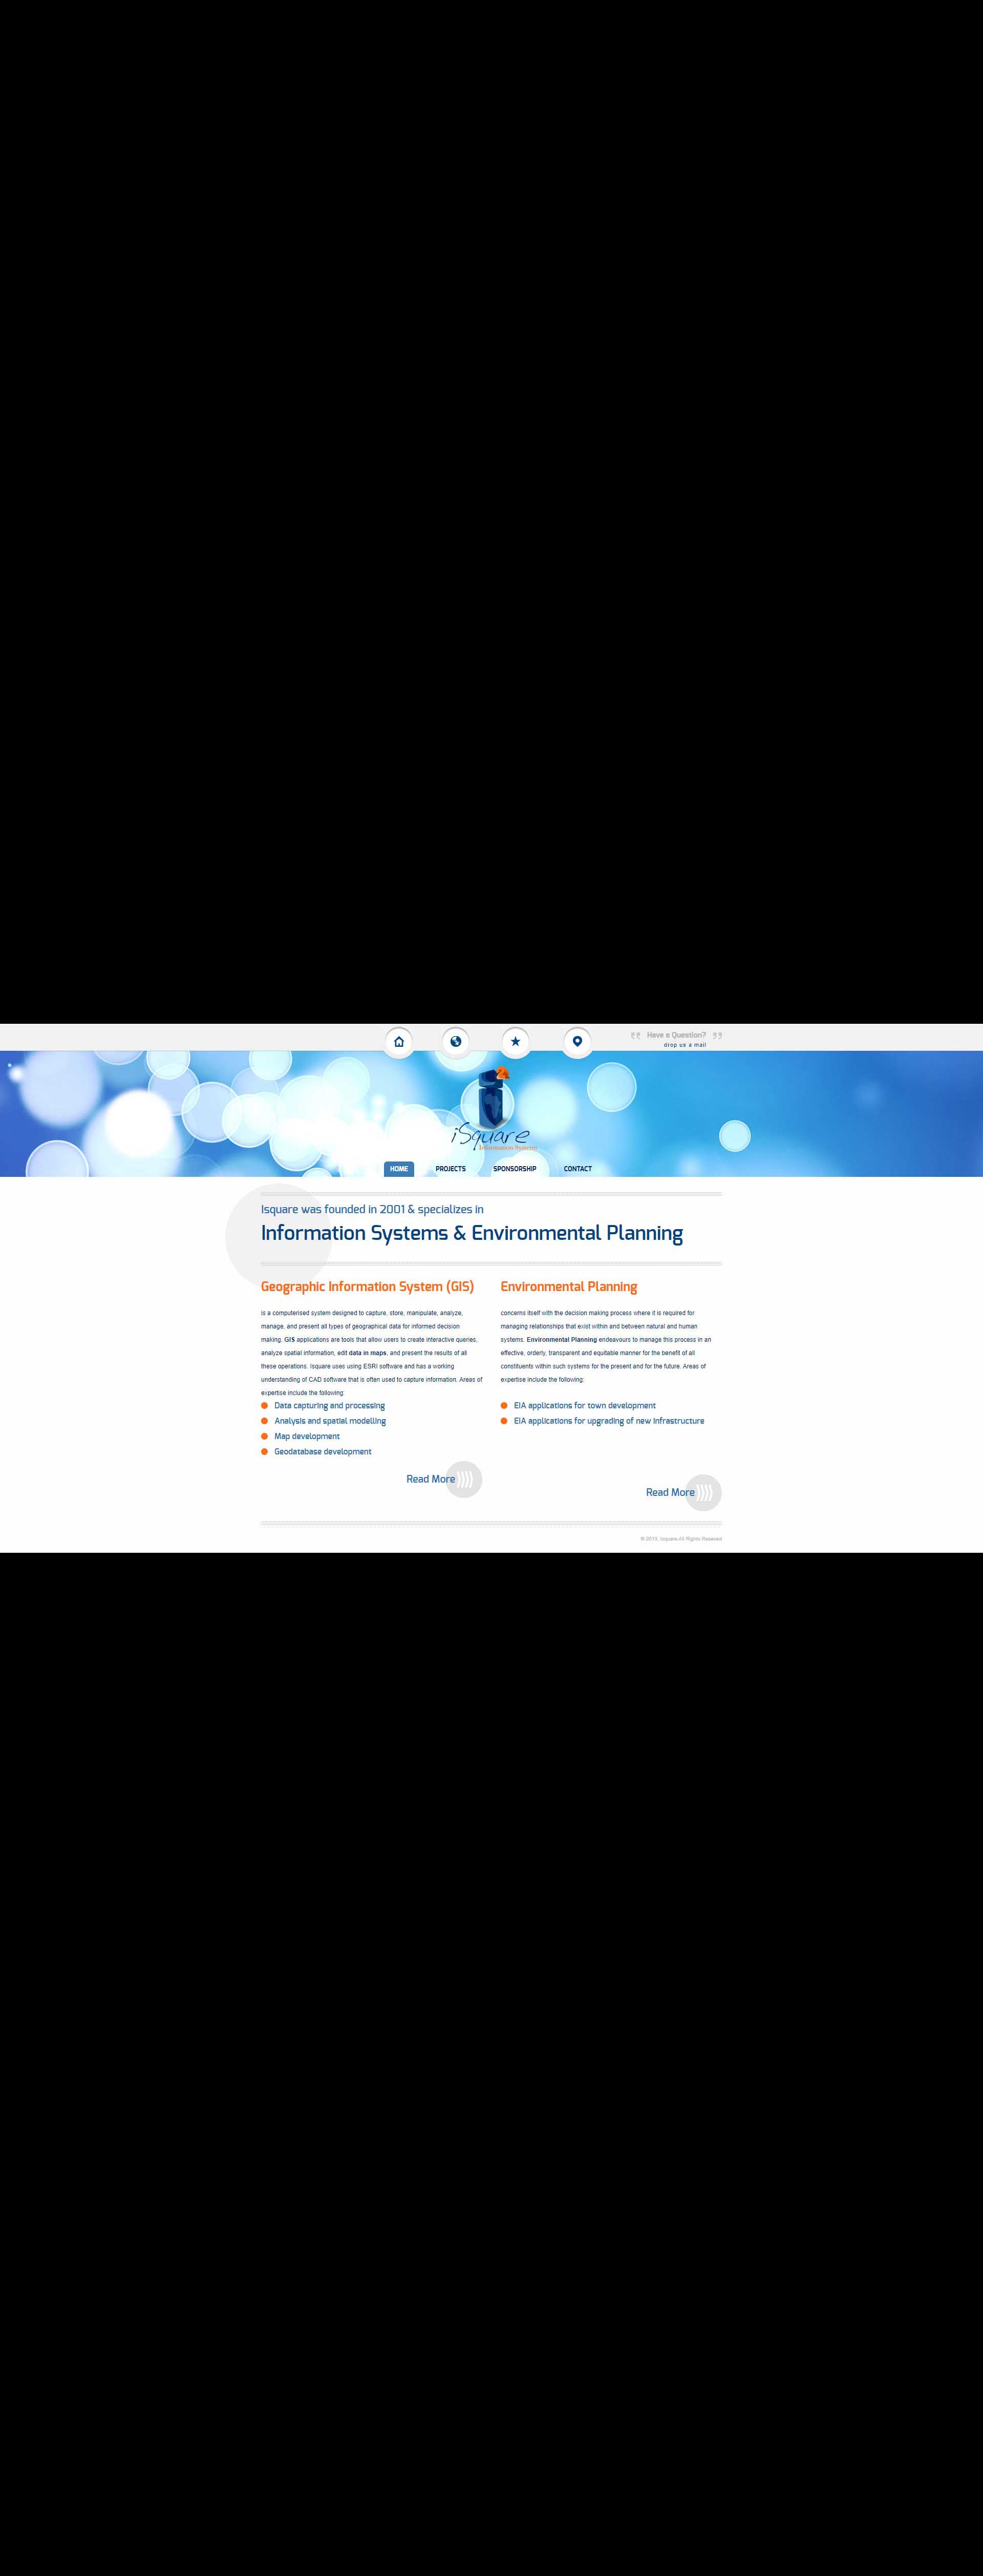 Have a Question?
drop us a mail
iSquare
Information Systems
HOME PROJECTS SPONSORSHIP CONTACT
Isquare was founded in 2001 & specializes in
Information Systems & Environmental Planning
Geographic Information System (GIS)
is a computerised system designed to capture, store, manipulate, analyze,
manage, and present all types of geographical data for informed decision
making. GIS applications are tools that allow users to create interactive queries,
analyze spatial information, edit data in maps, and present the results of all
these operations. Isquare uses using ESRI software and has a working
understanding of CAD software that is often used to capture information. Areas of
expertise include the following:
Data capturing and processing
Analysis and spatial modelling
Map development
Geodatabase development
Read More
Environmental Planning
concerns itself with the decision making process where it is required for
managing relationships that exist within and between natural and human
systems. Environmental Planning endeavours to manage this process in an
effective, orderly, transparent and equitable manner for the benefit of all
constituents within such systems for the present and for the future. Areas of
expertise include the following:
EIA applications for town development
EIA applications for upgrading of new infrastructure
Read More
© 2013, Isquare.All Rights Reseved